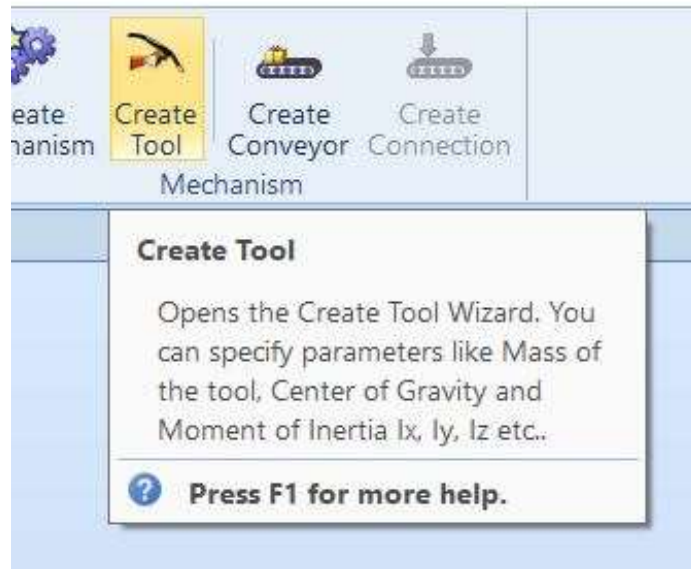 eate
hanism
Create
Tool
Create
Conveyor
Create
Connection
Mechanism
Create Tool
Opens the Create Tool Wizard. You
can specify parameters like Mass of
the tool, Center of Gravity and
Moment of Inertia Ix, Iy, Iz etc..
? Press F1 for more help.